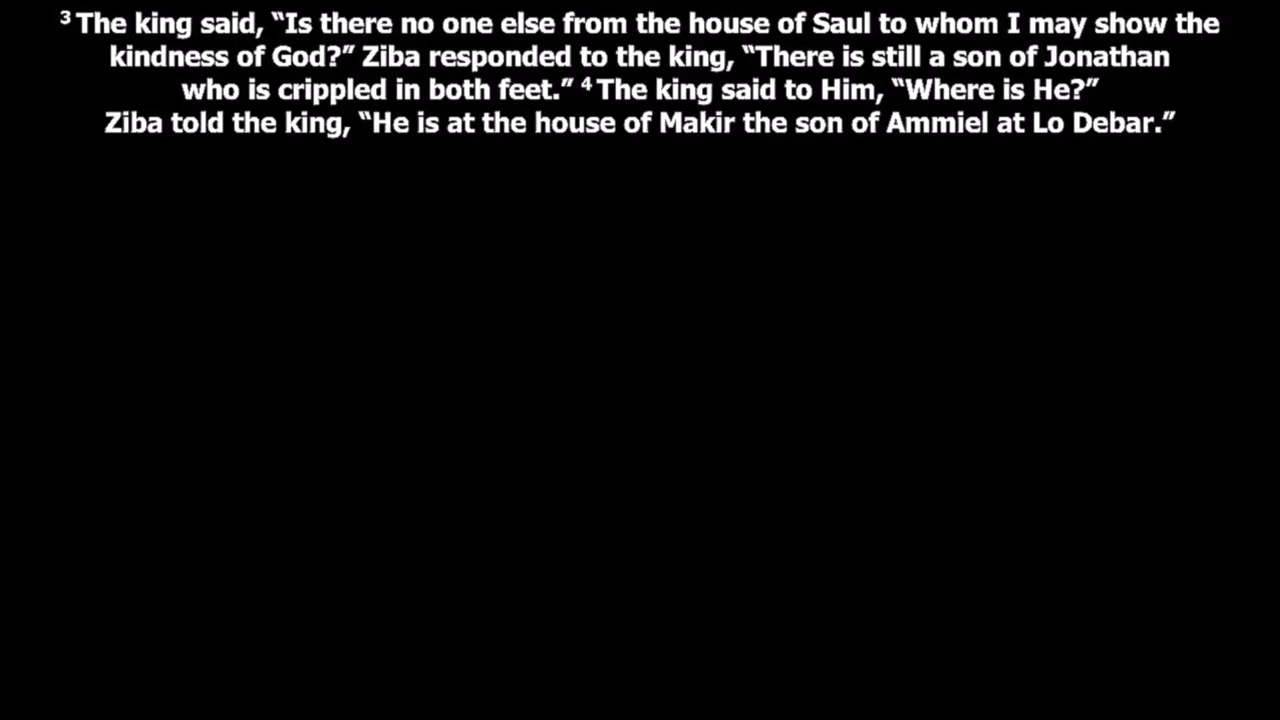 ³ The king said, “Is there no one else from the house of Saul to whom I may show the
kindness of God?” Ziba responded to the king, “There is still a son of Jonathan
who is crippled in both feet.” ⁴ The king said to Him, “Where is He?”
Ziba told the king, “He is at the house of Makir the son of Ammiel at Lo Debar.”